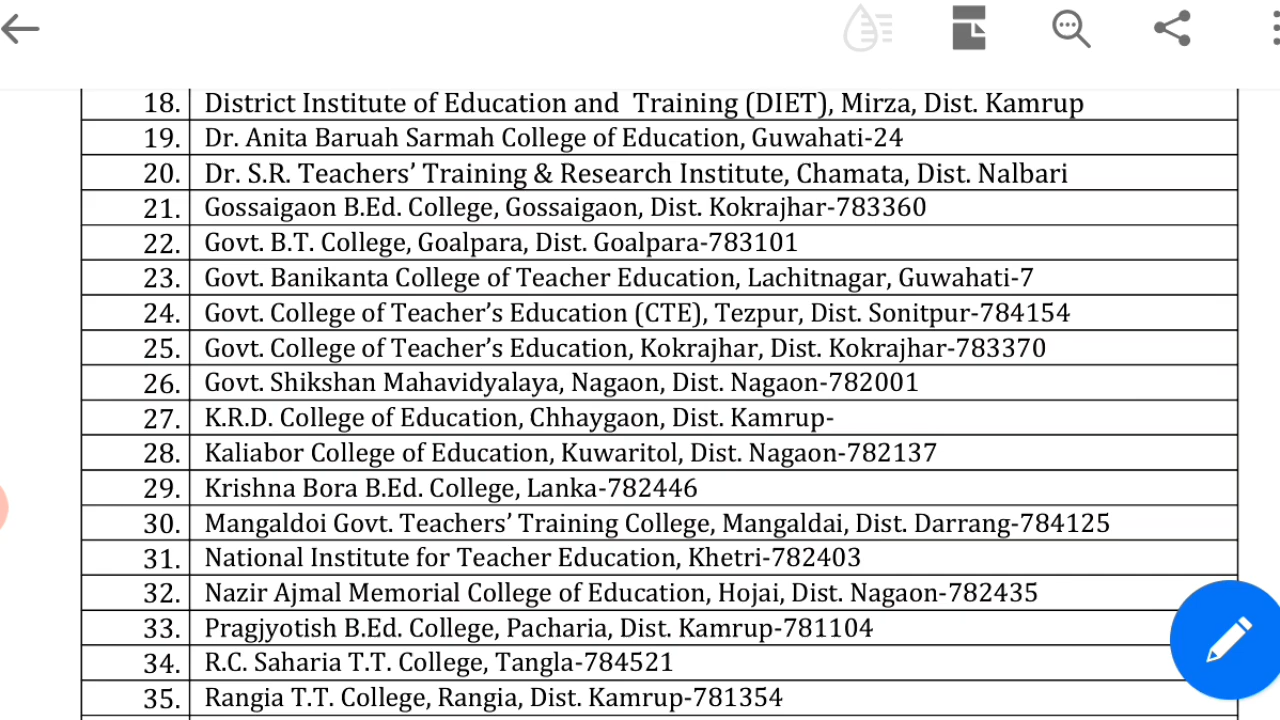 18. District Institute of Education and Training (DIET), Mirza, Dist. Kamrup
19. Dr. Anita Baruah Sarmah College of Education, Guwahati-24
20. Dr. S.R. Teachers’ Training & Research Institute, Chamata, Dist. Nalbari
21. Gossaigaon B.Ed. College, Gossaigaon, Dist. Kokrajhar-783360
22. Govt. B.T. College, Goalpara, Dist. Goalpara-783101
23. Govt. Banikanta College of Teacher Education, Lachitnagar, Guwahati-7
24. Govt. College of Teacher’s Education (CTE), Tezpur, Dist. Sonitpur-784154
25. Govt. College of Teacher’s Education, Kokrajhar, Dist. Kokrajhar-783370
26. Govt. Shikshan Mahavidyalaya, Nagaon, Dist. Nagaon-782001
27. K.R.D. College of Education, Chhaygaon, Dist. Kamrup-
28. Kaliabor College of Education, Kuwaritol, Dist. Nagaon-782137
29. Krishna Bora B.Ed. College, Lanka-782446
30. Mangaldoi Govt. Teachers’ Training College, Mangaldai, Dist. Darrang-784125
31. National Institute for Teacher Education, Khetri-782403
32. Nazir Ajmal Memorial College of Education, Hojai, Dist. Nagaon-782435
33. Pragjyotish B.Ed. College, Pacharia, Dist. Kamrup-781104
34. R.C. Saharia T.T. College, Tangla-784521
35. Rangia T.T. College, Rangia, Dist. Kamrup-781354